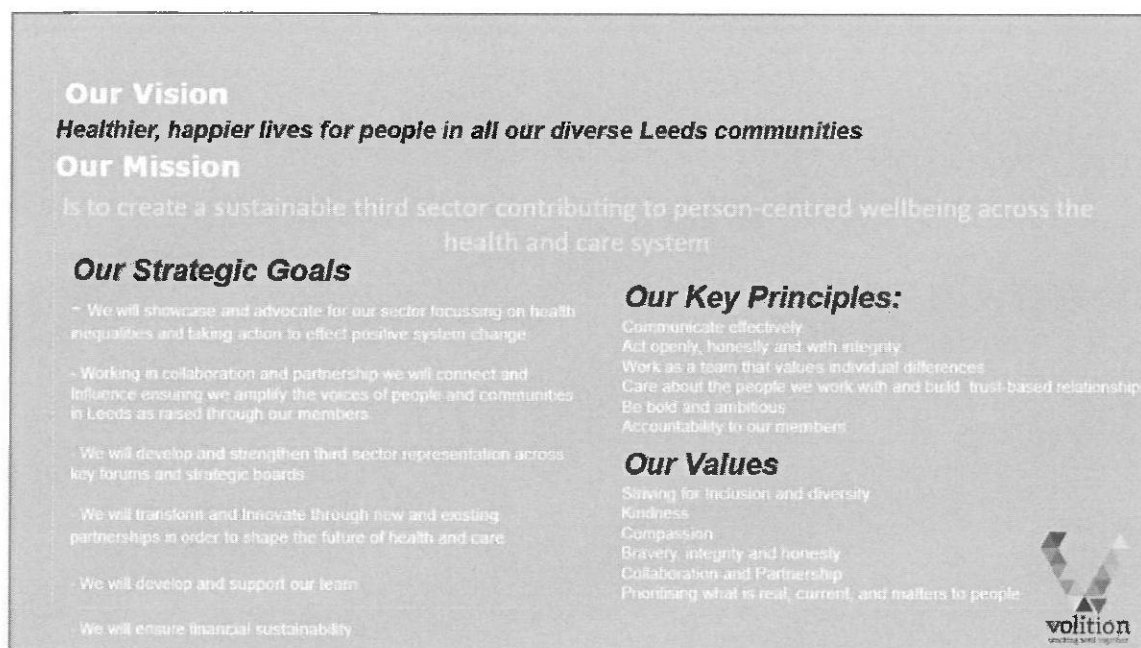 Our Vision
Healthier, happier lives for people in all our diverse Leeds communities
Our Mission
Is to create a sustainable third sector contributing to person-centred wellbeing across the
health and care system
Our Strategic Goals
- We will showcase and advocate for our sector focussing on health
inequalities and taking action to effect positive system change
- Working in collaboration and partnership we will connect and
Influence ensuring we amplify the voices of people and communities
in Leeds as raised through our members.
- We will develop and strengthen third sector representation across
key forums and strategic boards
- We will transform and Innovate through new and existing
partnerships in order to shape the future of health and care
- We will develop and support our team
- We will ensure financial sustainability
Our Key Principles:
Communicate effectively
Act openly, honestly and with integrity
Work as a team that values individual differences
Care about the people we work with and build trust-based relationship
Be bold and ambitious
Accountability to our members
Our Values
Striving for Inclusion and diversity
Kindness
Compassion
Bravery, integrity and honesty
Collaboration and Partnership
Prioritising what is real, current, and matters to people
volition